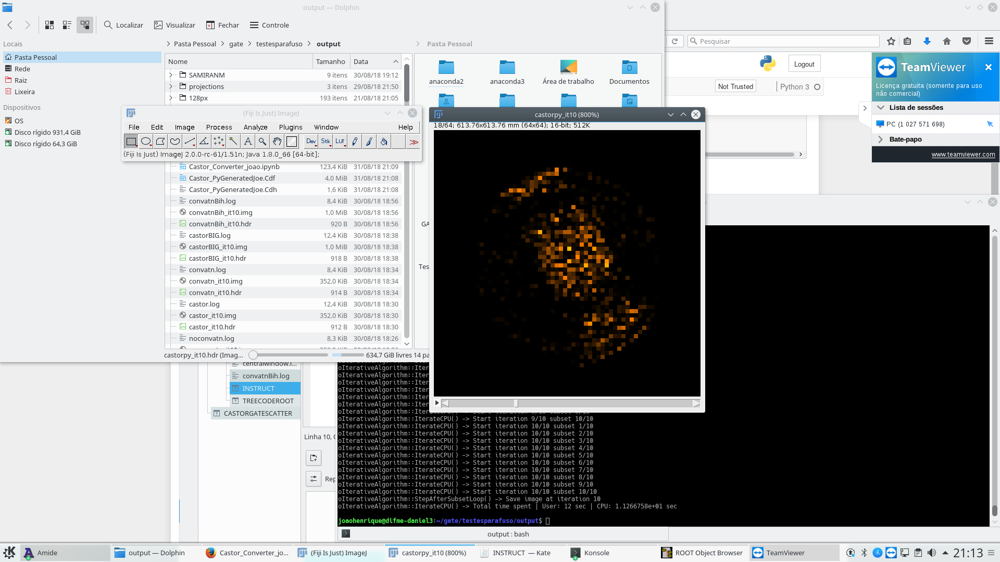 output — Dolphin
Localizar Visualizar Fechar Controle
Locais
Pasta Pessoal
Rede
Raiz
Lixeira
Dispositivos
OS
Disco rígido 931,4 GiB
Disco rígido 64,3 GiB
Pasta Pessoal gate testesparafuso output
Nome Tamanho Data
SAMIRANM 9 itens 30/08/18 19:12
projections 3 itens 29/08/18 21:50
128px 193 itens 21/08/18 21:05
Pasta Pessoal
anaconda2 anaconda3 Área de trabalho Documentos
(Fiji Is Just) ImageJ
File Edit Image Process Analyze Plugins Window Help
Dev Stk LUT
(Fiji Is Just) ImageJ 2.0.0-rc-61/1.51n; Java 1.8.0_66 [64-bit];
Castor_Converter_joao.ipynb 123,4 KiB 31/08/18 21:09
Castor_PyGeneratedJoe.Cdf 4,0 MiB 31/08/18 21:08
Castor_PyGeneratedJoe.Cdh 1,6 KiB 31/08/18 21:08
convatnBih.log 8,4 KiB 30/08/18 18:56
convatnBih_it10.img 1,0 MiB 30/08/18 18:56
convatnBih_it10.hdr 920 B 30/08/18 18:56
castorBIG.log 12,4 KiB 30/08/18 18:38
castorBIG_it10.img 1,0 MiB 30/08/18 18:38
castorBIG_it10.hdr 918 B 30/08/18 18:38
convatn.log 8,4 KiB 30/08/18 18:34
convatn_it10.img 352,0 KiB 30/08/18 18:34
convatn_it10.hdr 914 B 30/08/18 18:34
castor.log 12,4 KiB 30/08/18 18:30
castor_it10.img 352,0 KiB 30/08/18 18:30
castor_it10.hdr 912 B 30/08/18 18:30
noconvatn.log 8,3 KiB 30/08/18 18:26
GA
Tes
castorpy_it10.hdr (Imag... 634,7 GiB livres 14 pa
castorpy_it10 (800%)
18/64; 613.76x613.76 mm (64x64); 16-bit; 512K
Pesquisar
Logout
Not Trusted Python 3
TeamViewer
Licença gratuita (somente para uso
não comercial)
Lista de sessões
PC (1 027 571 698)
Bate-papo
www.teamviewer.com
centralwindow.l...
convatnBih.log
INSTRUCT
TREECODEROOT
CASTORGATESCATTER
Linha 10, C
Rep
oIterativeAlgorithm::Iter
oIterativeAlgorithm::Iter
oIterativeAlgorithm::Iter
oIterativeAlgorithm::Iter
oIterativeAlgorithm::Iter
oIterativeAlgorithm::Iter
oIterativeAlgorithm::IterateCPU() -> Start iteration 9/10 subset 9/10
oIterativeAlgorithm::IterateCPU() -> Start iteration 9/10 subset 10/10
oIterativeAlgorithm::IterateCPU() -> Start iteration 10/10 subset 1/10
oIterativeAlgorithm::IterateCPU() -> Start iteration 10/10 subset 2/10
oIterativeAlgorithm::IterateCPU() -> Start iteration 10/10 subset 3/10
oIterativeAlgorithm::IterateCPU() -> Start iteration 10/10 subset 4/10
oIterativeAlgorithm::IterateCPU() -> Start iteration 10/10 subset 5/10
oIterativeAlgorithm::IterateCPU() -> Start iteration 10/10 subset 6/10
oIterativeAlgorithm::IterateCPU() -> Start iteration 10/10 subset 7/10
oIterativeAlgorithm::IterateCPU() -> Start iteration 10/10 subset 8/10
oIterativeAlgorithm::IterateCPU() -> Start iteration 10/10 subset 9/10
oIterativeAlgorithm::IterateCPU() -> Start iteration 10/10 subset 10/10
oIterativeAlgorithm::StepAfterSubsetLoop() -> Save image at iteration 10
oIterativeAlgorithm::IterateCPU() -> Total time spent | User: 12 sec | CPU: 1.1266758e+01 sec
joaohenrique@difme-daniel3:~/gate/testesparafuso/output$
output : bash
Amide output — Dolphin Castor_Converter_jo... (Fiji Is Just) ImageJ castorpy_it10 (800%) INSTRUCT — Kate Konsole ROOT Object Browser TeamViewer 21:13